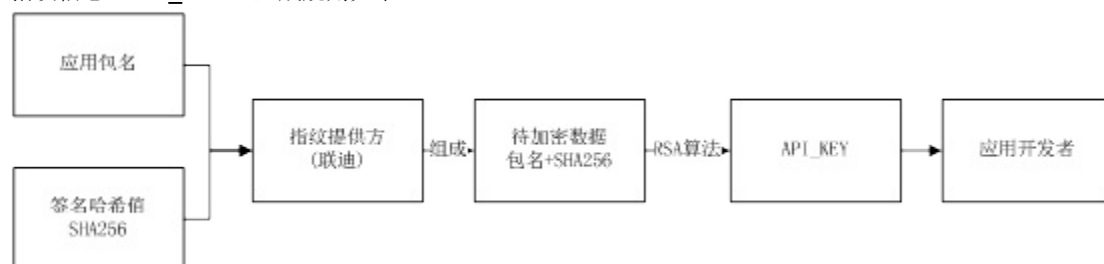 应用包名
签名哈希值
SHA256
指纹提供方
(联迪)
组成
待加密数据
包名+SHA256
RSA算法
API_KEY
应用开发者